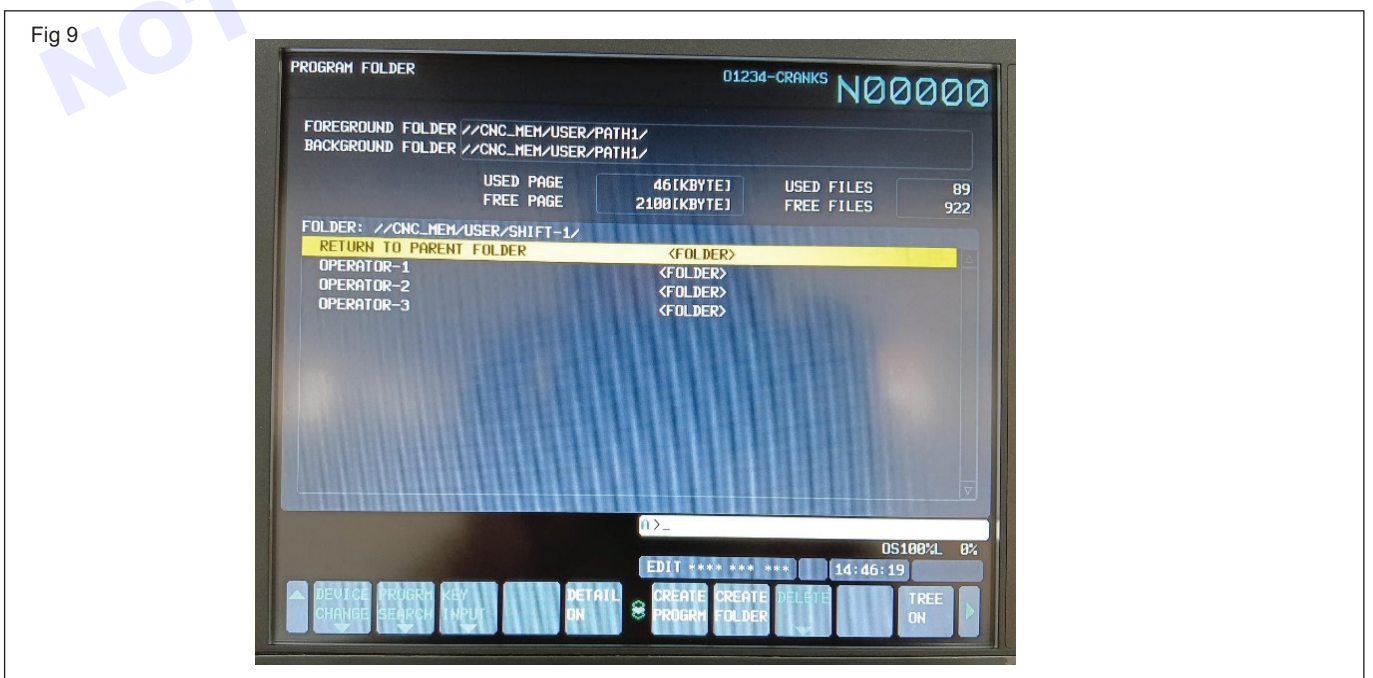 Fig 9
NOT
PROGRAM FOLDER
O1234-CRANKS N00000
FOREGROUND FOLDER //CNC_MEM/USER/PATH1/
BACKGROUND FOLDER //CNC_MEM/USER/PATH1/
USED PAGE 46[KBYTE] USED FILES 89
FREE PAGE 2100[KBYTE] FREE FILES 922
FOLDER: //CNC_MEM/USER/SHIFT-1/
RETURN TO PARENT FOLDER <FOLDER>
OPERATOR-1 <FOLDER>
OPERATOR-2 <FOLDER>
OPERATOR-3 <FOLDER>
A>_
OS100%L 0%
EDIT **** *** *** 14:46:19
DEVICE PROGRM KEY DETAIL CREATE CREATE DELETE TREE
CHANGE SEARCH INPUT ON PROGRM FOLDER ON